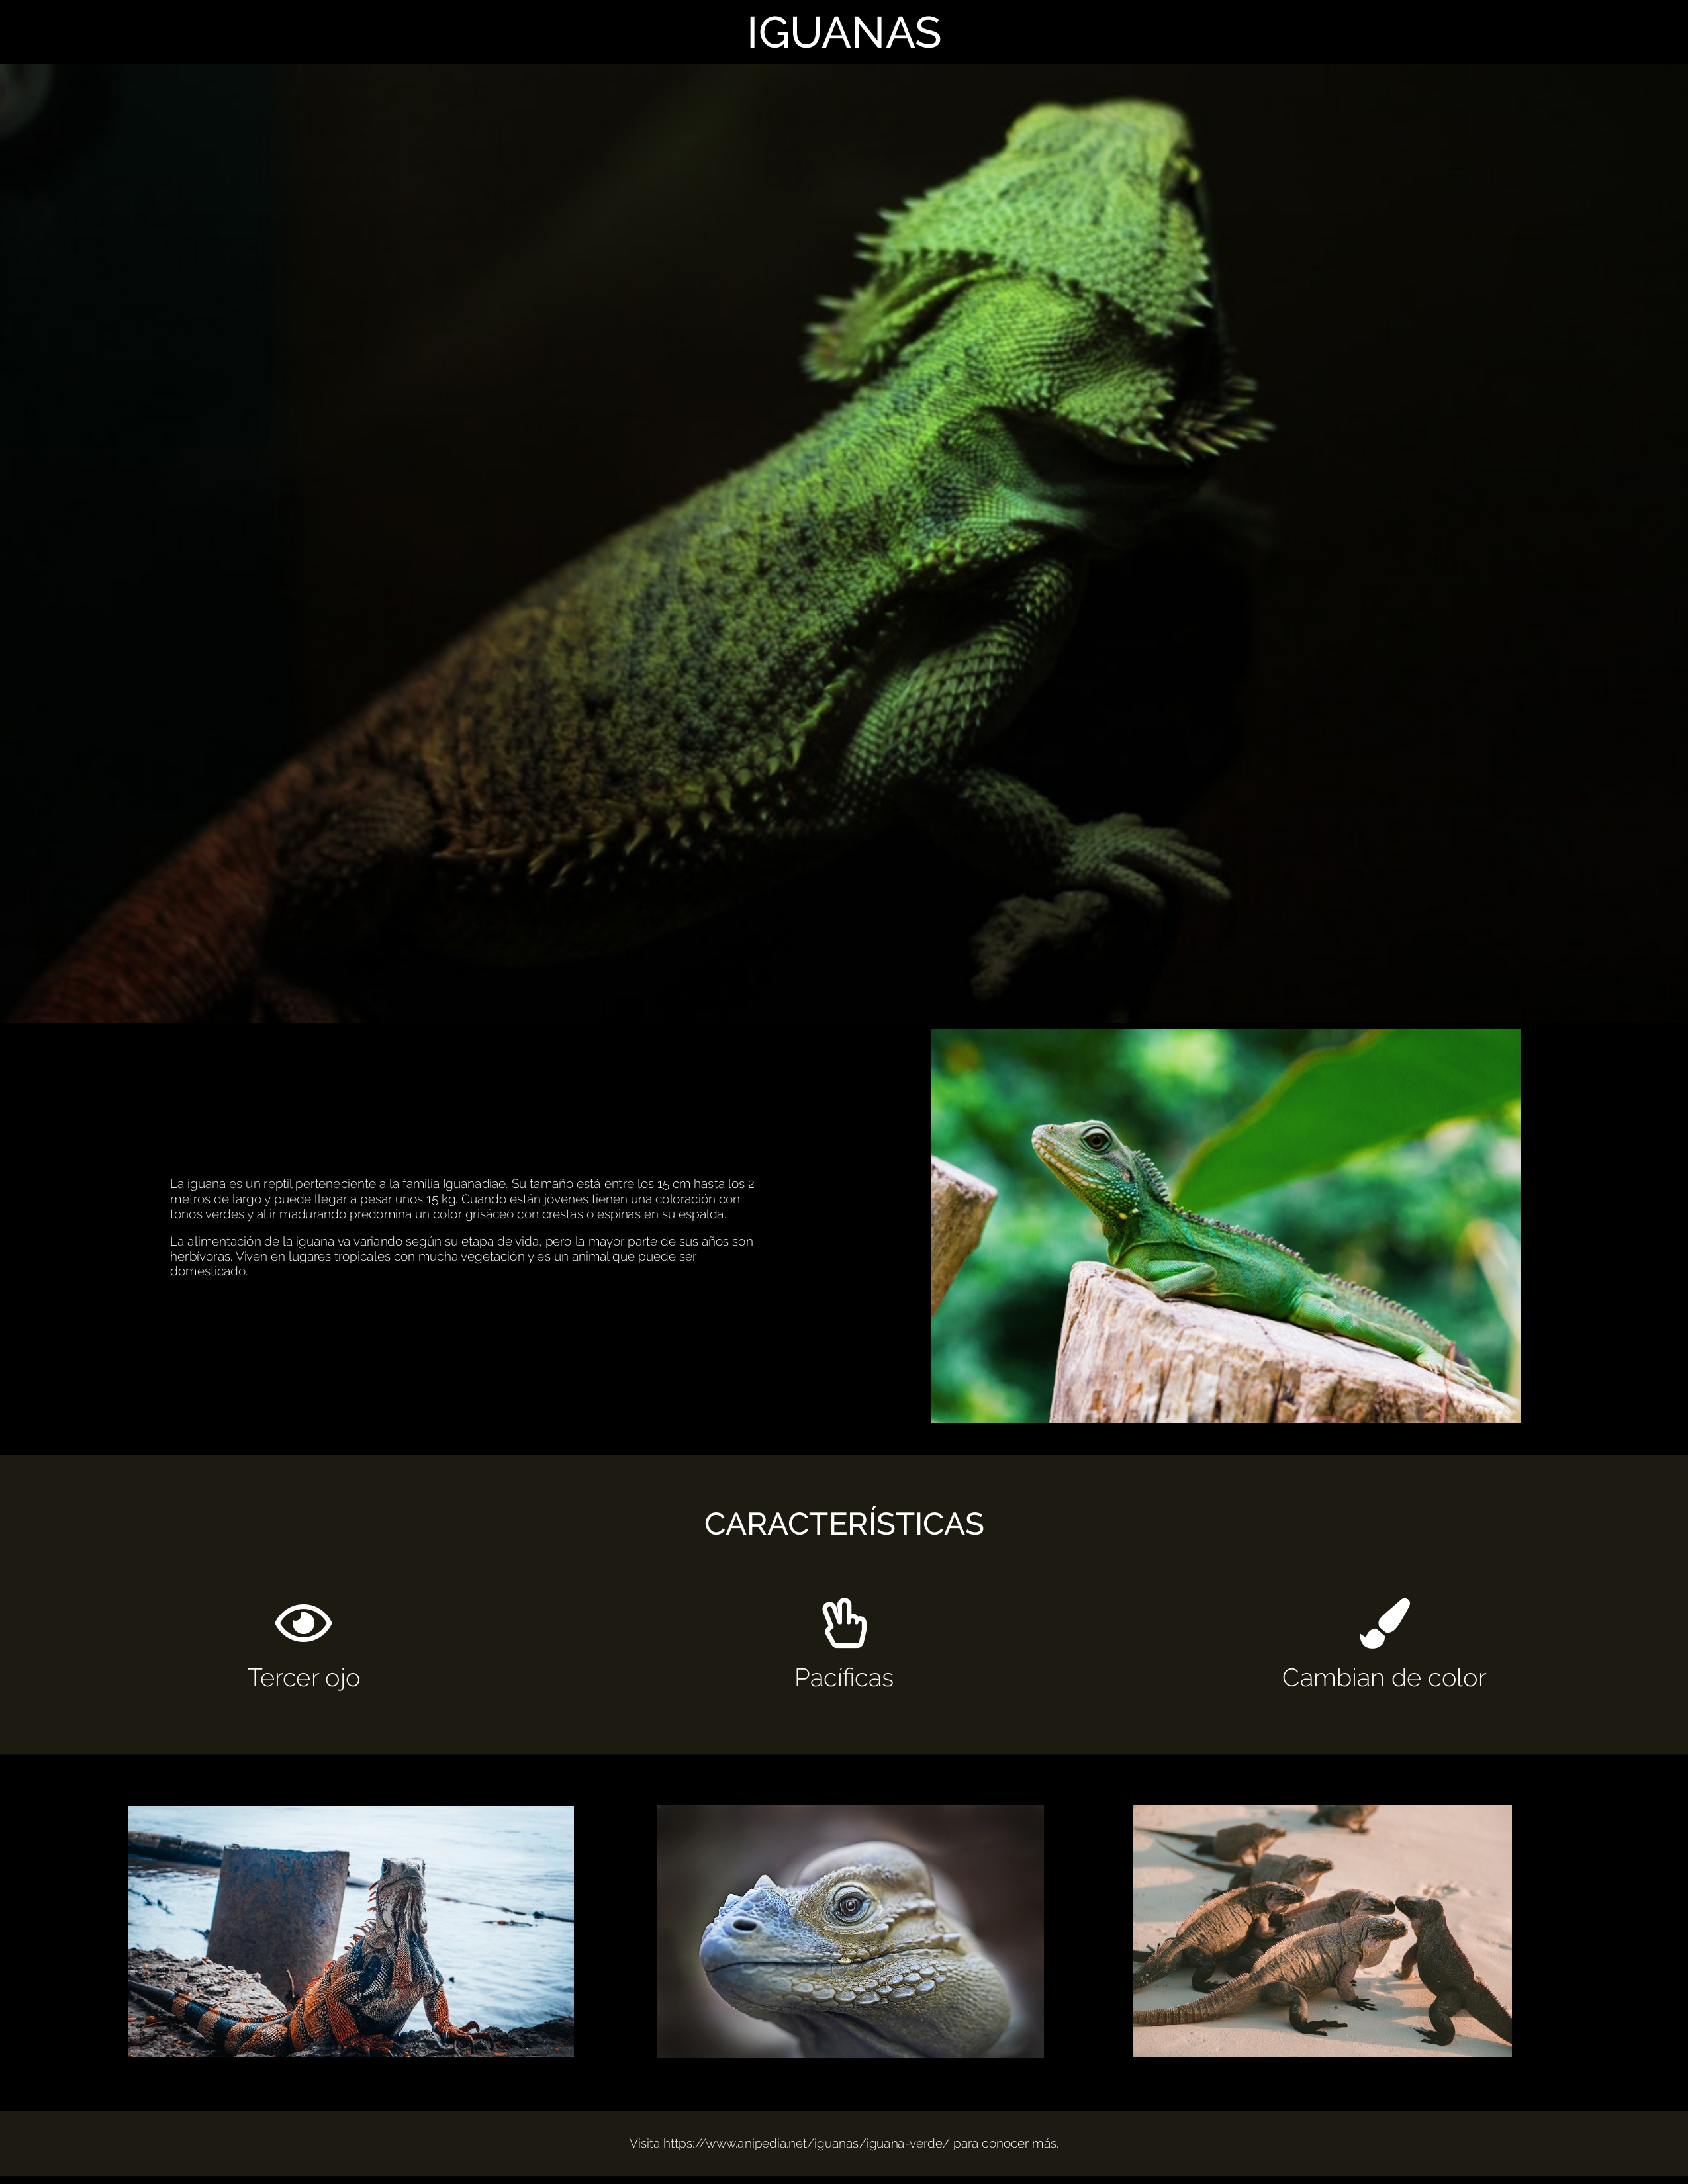 IGUANAS
La iguana es un reptil perteneciente a la familia Iguanadiae. Su tamaño está entre los 15 cm hasta los 2
metros de largo y puede llegar a pesar unos 15 kg. Cuando están jóvenes tienen una coloración con
tonos verdes y al ir madurando predomina un color grisáceo con crestas o espinas en su espalda.
La alimentación de la iguana va variando según su etapa de vida, pero la mayor parte de sus años son
herbívoras. Viven en lugares tropicales con mucha vegetación y es un animal que puede ser
domesticado.
CARACTERÍSTICAS
Tercer ojo
Pacíficas
Cambian de color
Visita https://www.anipedia.net/iguanas/iguana-verde/ para conocer más.